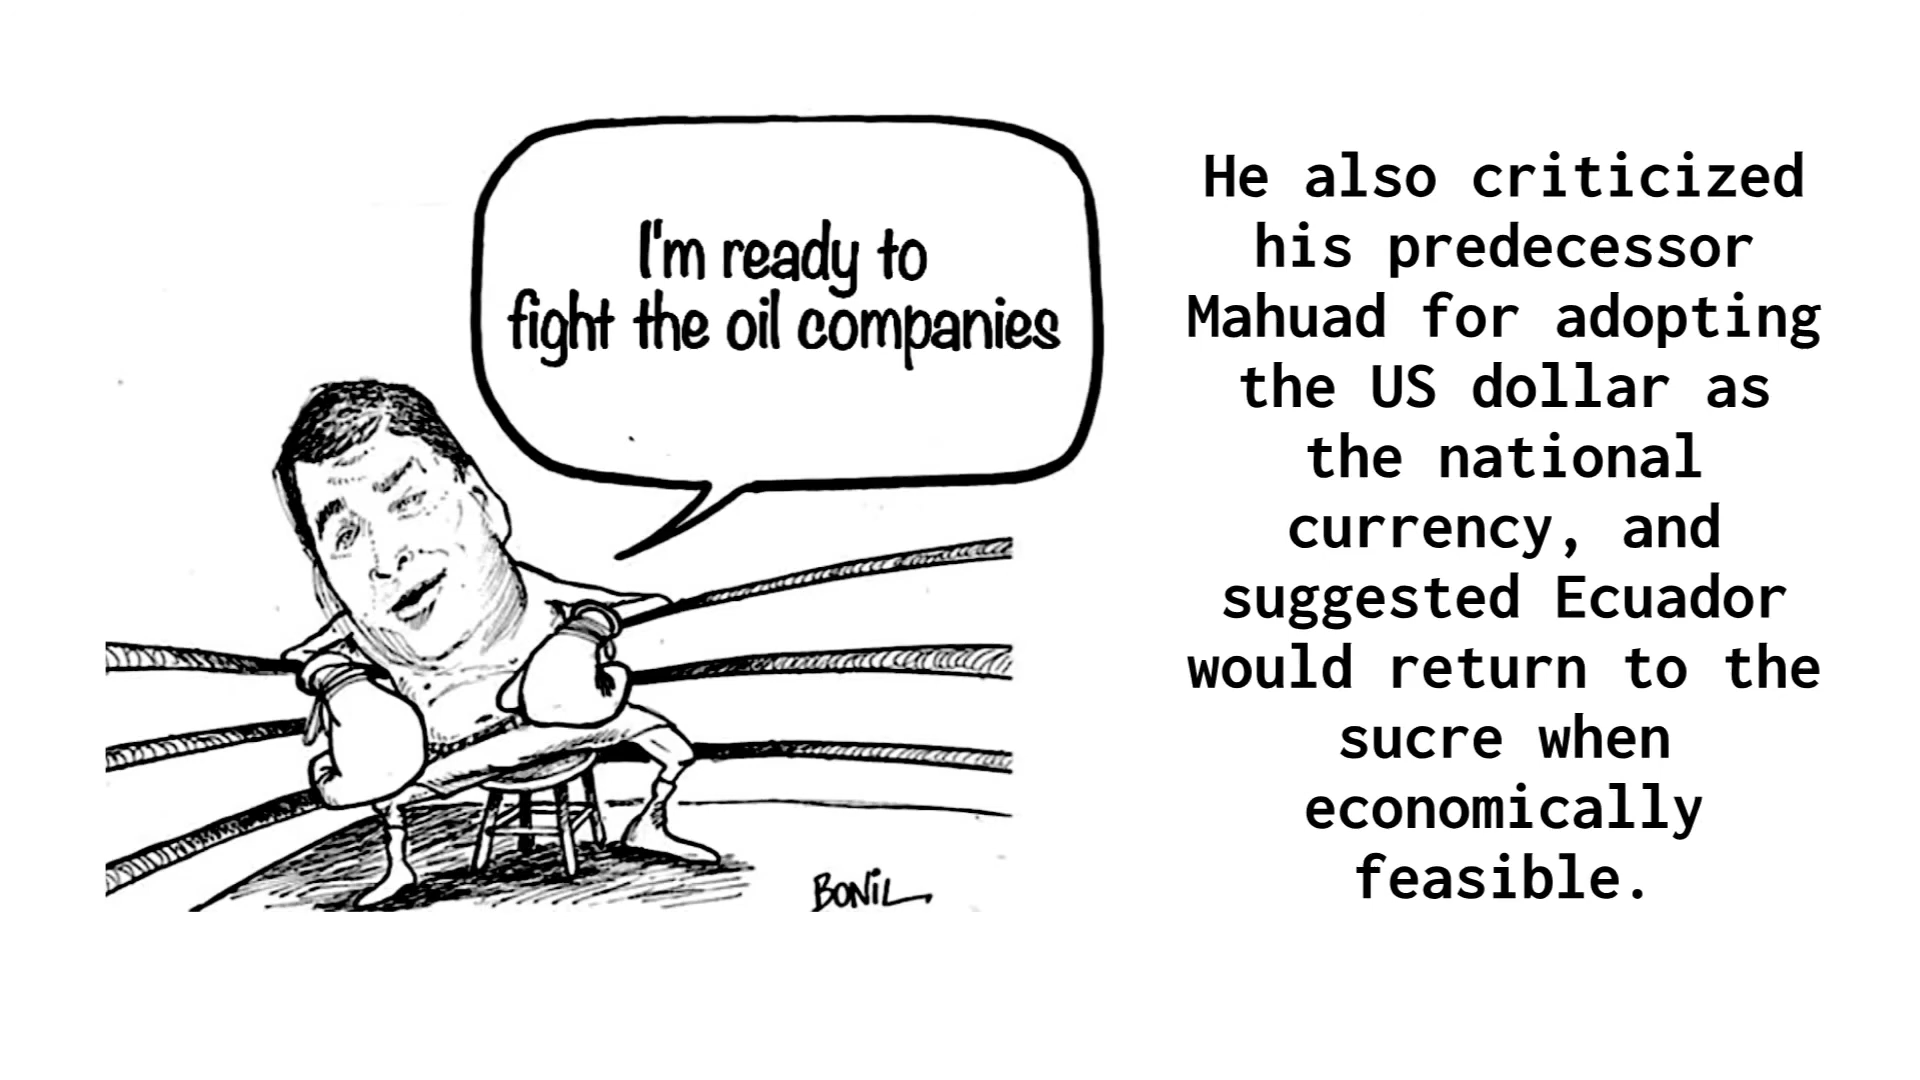 I'm ready to
fight the oil companies
BONIL
He also criticized
his predecessor
Mahuad for adopting
the US dollar as
the national
currency, and
suggested Ecuador
would return to the
sucre when
economically
feasible.